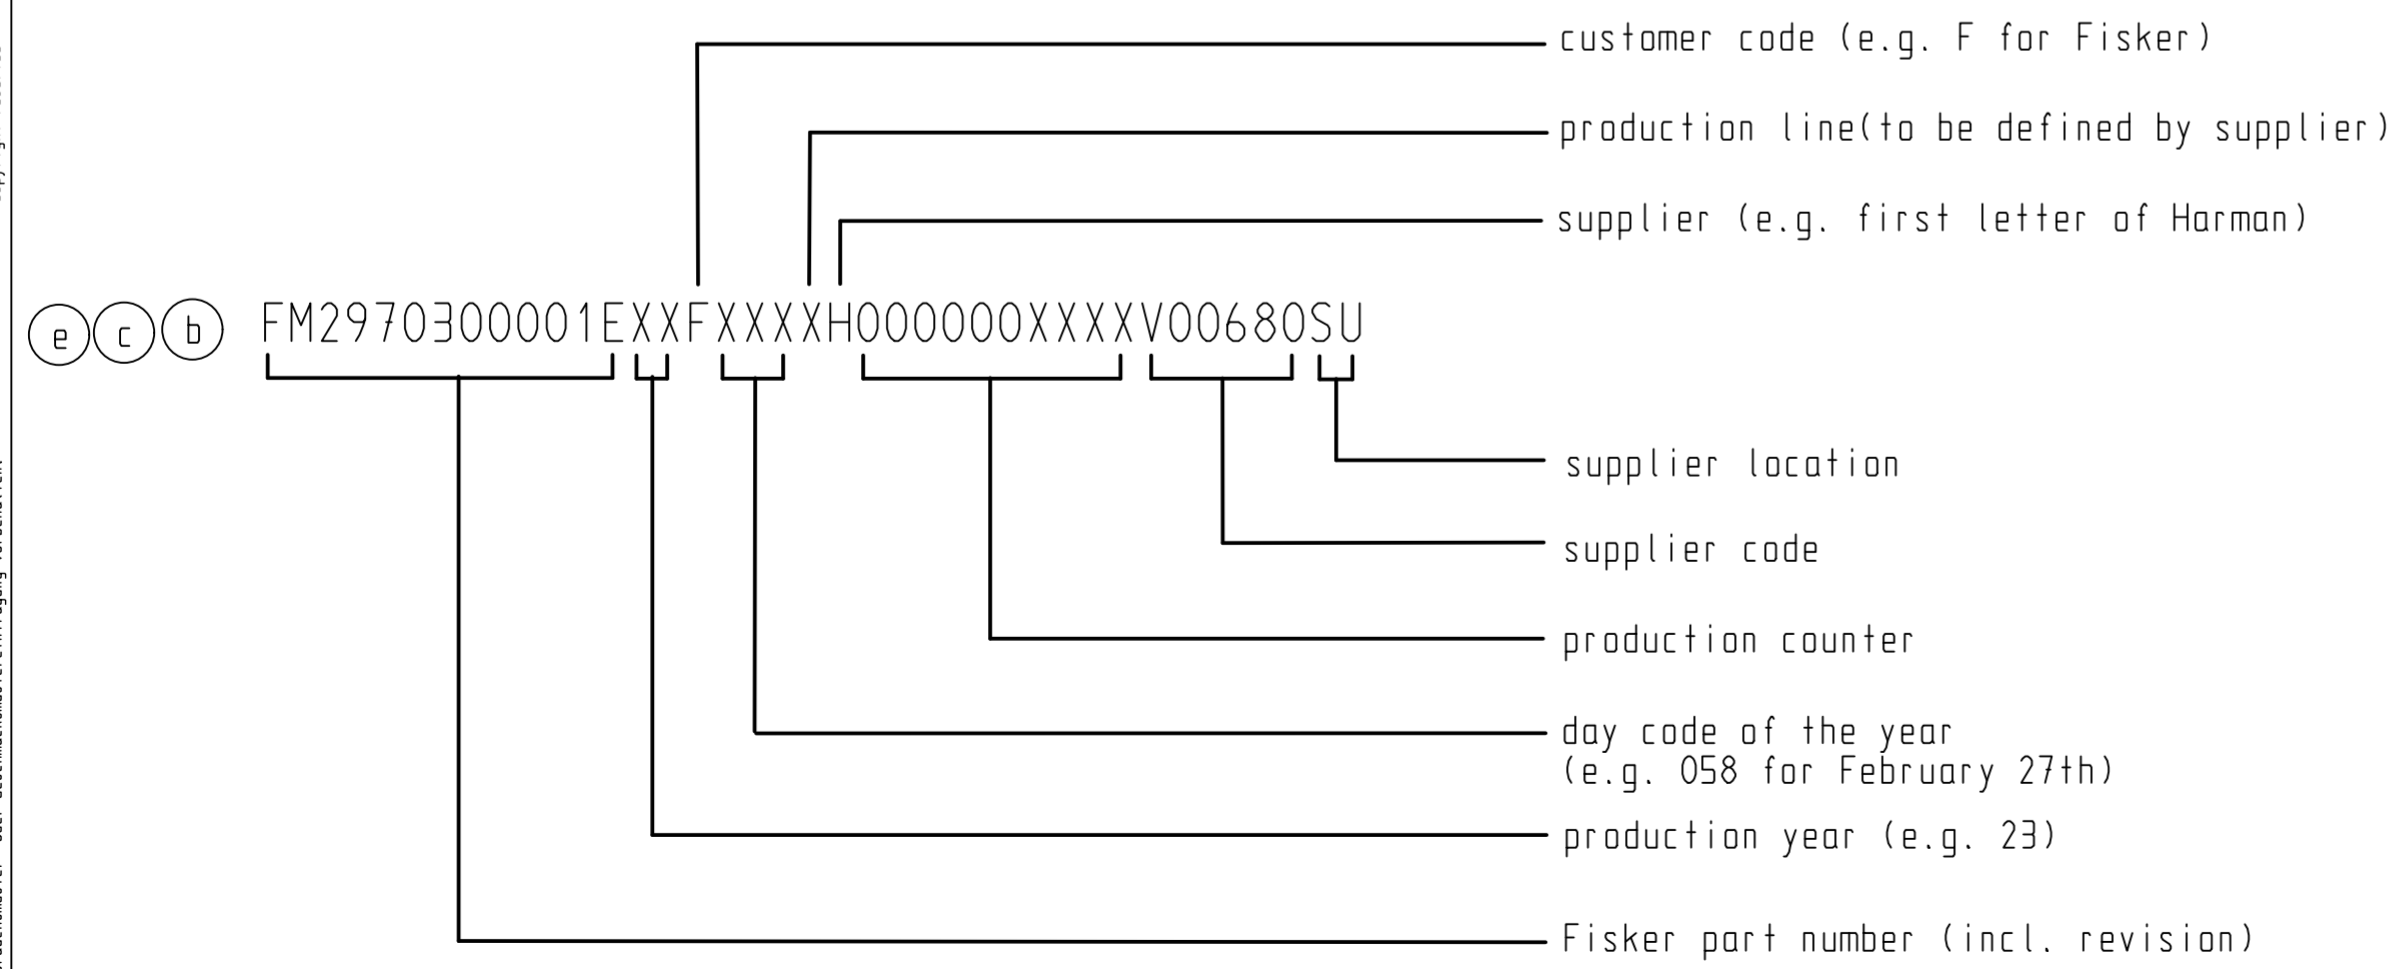 customer code (e.g. F for Fisker)
production line(to be defined by supplier)
supplier (e.g. first letter of Harman)
e c b FM2970300001EXXFXXXXH000000XXXXV00680SU
supplier location
supplier code
production counter
day code of the year
(e.g. 058 for February 27th)
production year (e.g. 23)
Fisker part number (incl. revision)